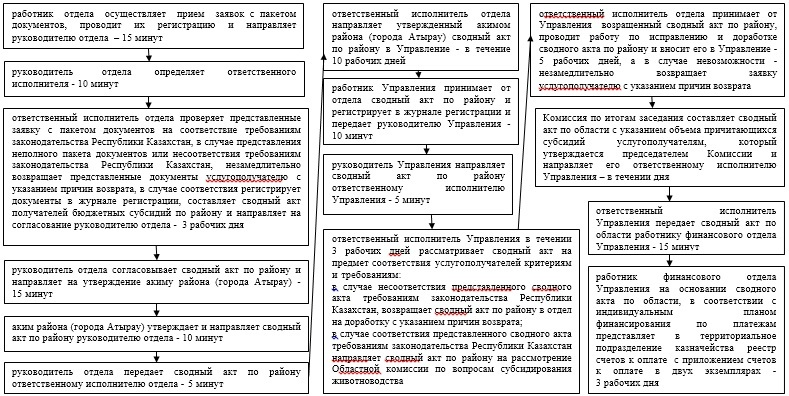 работник отдела осуществляет прием заявок с пакетом
документов, проводит их регистрацию и направляет
руководителю отдела – 15 минут
руководитель отдела определяет ответственного
исполнителя - 10 минут
ответственный исполнитель отдела проверяет представленные
заявку с пакетом документов на соответствие требованиям
законодательства Республики Казахстан, в случае представления
неполного пакета документов или несоответствия требованиям
законодательства Республики Казахстан, незамедлительно
возвращает представленные документы услугополучателю с
указанием причин возврата, в случае соответствия регистрирует
документы в журнале регистрации, составляет сводный акт
получателей бюджетных субсидий по району и направляет на
согласование руководителю отдела - 3 рабочих дня
руководитель отдела согласовывает сводный акт по району и
направляет на утверждение акиму района (города Атырау) -
15 минут
аким района (города Атырау) утверждает и направляет сводный
акт по району руководителю отдела - 10 минут
руководитель отдела передает сводный акт по району
ответственному исполнителю отдела - 5 минут
ответственный исполнитель отдела
направляет утвержденный акимом
района (города Атырау) сводный акт
по району в Управление - в течение
10 рабочих дней
работник Управления принимает от
отдела сводный акт по району и
регистрирует в журнале регистрации и
передает руководителю Управления -
10 минут
руководитель Управления направляет
сводный акт по району
ответственному исполнителю
Управления - 5 минут
ответственный исполнитель Управления в течении
3 рабочих дней рассматривает сводный акт на
предмет соответствия услугополучателей критериям
и требованиям:
в случае несоответствия представленного сводного
акта требованиям законодательства Республики
Казахстан, возвращает сводный акт по району в отдел
на доработку с указанием причин возврата;
в случае соответствия представленного сводного акта
требованиям законодательства Республики Казахстан
направляет сводный акт по району на рассмотрение
Областной комиссии по вопросам субсидирования
животноводства
ответственный исполнитель отдела принимает от
Управления возращенный сводный акт по району,
проводит работу по исправлению и доработке
сводного акта по району и вносит его в Управление -
5 рабочих дней, а в случае невозможности -
незамедлительно возвращает заявку
услугополучателю с указанием причин возврата
Комиссия по итогам заседания составляет сводный
акт по области с указанием объема причитающихся
субсидий услугополучателям, который
утверждается председателем Комиссии и
направляет его ответственному исполнителю
Управления – в течении дня
ответственный исполнитель
Управления передает сводный акт по
области работнику финансового отдела
Управления - 15 минут
работник финансового отдела
Управления на основании сводного
акта по области, в соответствии с
индивидуальным планом
финансирования по платежам
представляет в территориальное
подразделение казначейства реестр
счетов к оплате с приложением счетов
к оплате в двух экземплярах -
3 рабочих дня